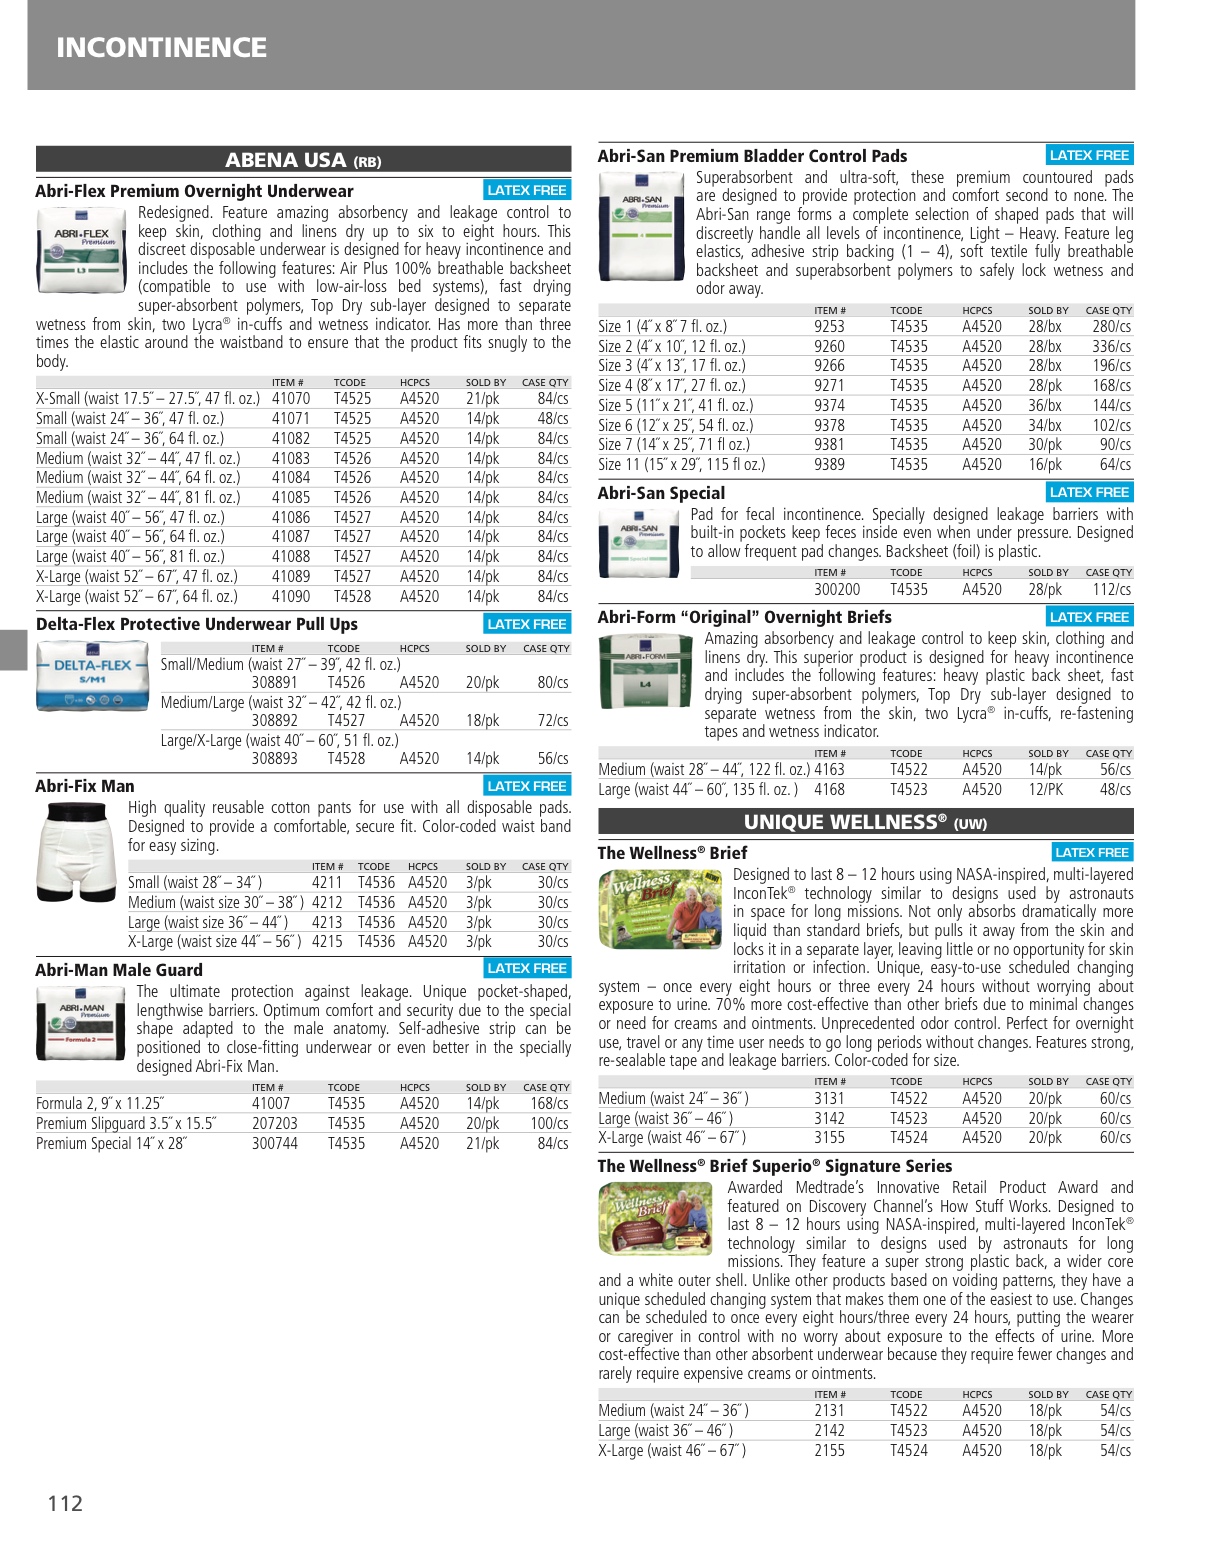 INCONTINENCE
ABENA USA (RB)
Abri-Flex Premium Overnight Underwear LATEX FREE
ABRI•FLEX
Premium
L3
Redesigned. Feature amazing absorbency and leakage control to
keep skin, clothing and linens dry up to six to eight hours. This
discreet disposable underwear is designed for heavy incontinence and
includes the following features: Air Plus 100% breathable backsheet
(compatible to use with low-air-loss bed systems), fast drying
super-absorbent polymers, Top Dry sub-layer designed to separate
wetness from skin, two Lycra® in-cuffs and wetness indicator. Has more than three
times the elastic around the waistband to ensure that the product fits snugly to the
body.
ITEM # TCODE HCPCS SOLD BY CASE QTY
X-Small (waist 17.5˝ – 27.5˝, 47 fl. oz.) 41070 T4525 A4520 21/pk 84/cs
Small (waist 24˝ – 36˝, 47 fl. oz.) 41071 T4525 A4520 14/pk 48/cs
Small (waist 24˝ – 36˝, 64 fl. oz.) 41082 T4525 A4520 14/pk 84/cs
Medium (waist 32˝ – 44˝, 47 fl. oz.) 41083 T4526 A4520 14/pk 84/cs
Medium (waist 32˝ – 44˝, 64 fl. oz.) 41084 T4526 A4520 14/pk 84/cs
Medium (waist 32˝ – 44˝, 81 fl. oz.) 41085 T4526 A4520 14/pk 84/cs
Large (waist 40˝ – 56˝, 47 fl. oz.) 41086 T4527 A4520 14/pk 84/cs
Large (waist 40˝ – 56˝, 64 fl. oz.) 41087 T4527 A4520 14/pk 84/cs
Large (waist 40˝ – 56˝, 81 fl. oz.) 41088 T4527 A4520 14/pk 84/cs
X-Large (waist 52˝ – 67˝, 47 fl. oz.) 41089 T4527 A4520 14/pk 84/cs
X-Large (waist 52˝ – 67˝, 64 fl. oz.) 41090 T4528 A4520 14/pk 84/cs
Delta-Flex Protective Underwear Pull Ups LATEX FREE
DELTA-FLEX
S/M1
ITEM # TCODE HCPCS SOLD BY CASE QTY
Small/Medium (waist 27˝ – 39˝, 42 fl. oz.)
308891 T4526 A4520 20/pk 80/cs
Medium/Large (waist 32˝ – 42˝, 42 fl. oz.)
308892 T4527 A4520 18/pk 72/cs
Large/X-Large (waist 40˝ – 60˝, 51 fl. oz.)
308893 T4528 A4520 14/pk 56/cs
Abri-Fix Man LATEX FREE
High quality reusable cotton pants for use with all disposable pads.
Designed to provide a comfortable, secure fit. Color-coded waist band
for easy sizing.
ITEM # TCODE HCPCS SOLD BY CASE QTY
Small (waist 28˝ – 34˝ ) 4211 T4536 A4520 3/pk 30/cs
Medium (waist size 30˝ – 38˝ ) 4212 T4536 A4520 3/pk 30/cs
Large (waist size 36˝ – 44˝ ) 4213 T4536 A4520 3/pk 30/cs
X-Large (waist size 44˝ – 56˝ ) 4215 T4536 A4520 3/pk 30/cs
Abri-Man Male Guard LATEX FREE
ABRI•MAN
Premium
Formula 2
The ultimate protection against leakage. Unique pocket-shaped,
lengthwise barriers. Optimum comfort and security due to the special
shape adapted to the male anatomy. Self-adhesive strip can be
positioned to close-fitting underwear or even better in the specially
designed Abri-Fix Man.
ITEM # TCODE HCPCS SOLD BY CASE QTY
Formula 2, 9˝ x 11.25˝ 41007 T4535 A4520 14/pk 168/cs
Premium Slipguard 3.5˝ x 15.5˝ 207203 T4535 A4520 20/pk 100/cs
Premium Special 14˝ x 28˝ 300744 T4535 A4520 21/pk 84/cs
Abri-San Premium Bladder Control Pads LATEX FREE
ABRI•SAN
Premium
4
Superabsorbent and ultra-soft, these premium countoured pads
are designed to provide protection and comfort second to none. The
Abri-San range forms a complete selection of shaped pads that will
discreetly handle all levels of incontinence, Light – Heavy. Feature leg
elastics, adhesive strip backing (1 – 4), soft textile fully breathable
backsheet and superabsorbent polymers to safely lock wetness and
odor away.
ITEM # TCODE HCPCS SOLD BY CASE QTY
Size 1 (4˝ x 8˝ 7 fl. oz.) 9253 T4535 A4520 28/bx 280/cs
Size 2 (4˝ x 10˝, 12 fl. oz.) 9260 T4535 A4520 28/bx 336/cs
Size 3 (4˝ x 13˝, 17 fl. oz.) 9266 T4535 A4520 28/bx 196/cs
Size 4 (8˝ x 17˝, 27 fl. oz.) 9271 T4535 A4520 28/pk 168/cs
Size 5 (11˝ x 21˝, 41 fl. oz.) 9374 T4535 A4520 36/bx 144/cs
Size 6 (12˝ x 25˝, 54 fl. oz.) 9378 T4535 A4520 34/bx 102/cs
Size 7 (14˝ x 25˝, 71 fl oz.) 9381 T4535 A4520 30/pk 90/cs
Size 11 (15˝ x 29˝, 115 fl oz.) 9389 T4535 A4520 16/pk 64/cs
Abri-San Special LATEX FREE
ABRI•SAN
Premium
Special
Pad for fecal incontinence. Specially designed leakage barriers with
built-in pockets keep feces inside even when under pressure. Designed
to allow frequent pad changes. Backsheet (foil) is plastic.
ITEM # TCODE HCPCS SOLD BY CASE QTY
300200 T4535 A4520 28/pk 112/cs
Abri-Form “Original” Overnight Briefs LATEX FREE
ABRI•FORM
L4
Amazing absorbency and leakage control to keep skin, clothing and
linens dry. This superior product is designed for heavy incontinence
and includes the following features: heavy plastic back sheet, fast
drying super-absorbent polymers, Top Dry sub-layer designed to
separate wetness from the skin, two Lycra® in-cuffs, re-fastening
tapes and wetness indicator.
ITEM # TCODE HCPCS SOLD BY CASE QTY
Medium (waist 28˝ – 44˝, 122 fl. oz.) 4163 T4522 A4520 14/pk 56/cs
Large (waist 44˝ – 60˝, 135 fl. oz. ) 4168 T4523 A4520 12/PK 48/cs
UNIQUE WELLNESS® (UW)
The Wellness® Brief LATEX FREE
Wellness
Brief
Designed to last 8 – 12 hours using NASA-inspired, multi-layered
InconTek® technology similar to designs used by astronauts
in space for long missions. Not only absorbs dramatically more
liquid than standard briefs, but pulls it away from the skin and
locks it in a separate layer, leaving little or no opportunity for skin
irritation or infection. Unique, easy-to-use scheduled changing
system – once every eight hours or three every 24 hours without worrying about
exposure to urine. 70% more cost-effective than other briefs due to minimal changes
or need for creams and ointments. Unprecedented odor control. Perfect for overnight
use, travel or any time user needs to go long periods without changes. Features strong,
re-sealable tape and leakage barriers. Color-coded for size.
ITEM # TCODE HCPCS SOLD BY CASE QTY
Medium (waist 24˝ – 36˝ ) 3131 T4522 A4520 20/pk 60/cs
Large (waist 36˝ – 46˝ ) 3142 T4523 A4520 20/pk 60/cs
X-Large (waist 46˝ – 67˝ ) 3155 T4524 A4520 20/pk 60/cs
The Wellness® Brief Superio® Signature Series
Wellness
Brief
Awarded Medtrade’s Innovative Retail Product Award and
featured on Discovery Channel’s How Stuff Works. Designed to
last 8 – 12 hours using NASA-inspired, multi-layered InconTek®
technology similar to designs used by astronauts for long
missions. They feature a super strong plastic back, a wider core
and a white outer shell. Unlike other products based on voiding patterns, they have a
unique scheduled changing system that makes them one of the easiest to use. Changes
can be scheduled to once every eight hours/three every 24 hours, putting the wearer
or caregiver in control with no worry about exposure to the effects of urine. More
cost-effective than other absorbent underwear because they require fewer changes and
rarely require expensive creams or ointments.
ITEM # TCODE HCPCS SOLD BY CASE QTY
Medium (waist 24˝ – 36˝ ) 2131 T4522 A4520 18/pk 54/cs
Large (waist 36˝ – 46˝ ) 2142 T4523 A4520 18/pk 54/cs
X-Large (waist 46˝ – 67˝ ) 2155 T4524 A4520 18/pk 54/cs
112